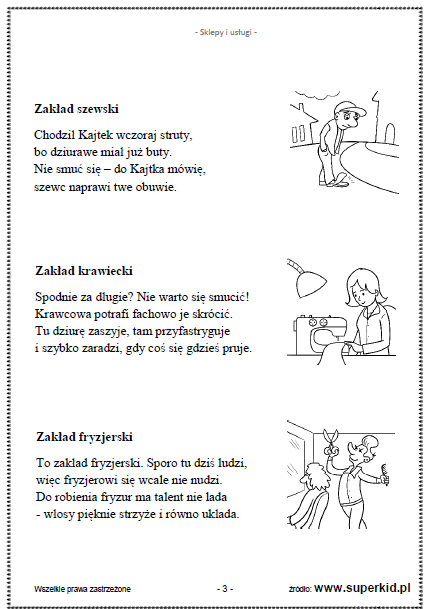 - Sklepy i usługi -
Zakład szewski
Chodził Kajtek wczoraj struty,
bo dziurawe miał już buty.
Nie smuć się – do Kajtka mówię,
szewc naprawi twe obuwie.
Zakład krawiecki
Spodnie za długie? Nie warto się smucić!
Krawcowa potrafi fachowo je skrócić.
Tu dziurę zaszyje, tam przyfastryguje
i szybko zaradzi, gdy coś się gdzieś pruje.
Zakład fryzjerski
To zakład fryzjerski. Sporo tu dziś ludzi,
więc fryzjerowi się wcale nie nudzi.
Do robienia fryzur ma talent nie lada
- włosy pięknie strzyże i równo układa.
Wszelkie prawa zastrzeżone - 3 - źródło: www.superkid.pl